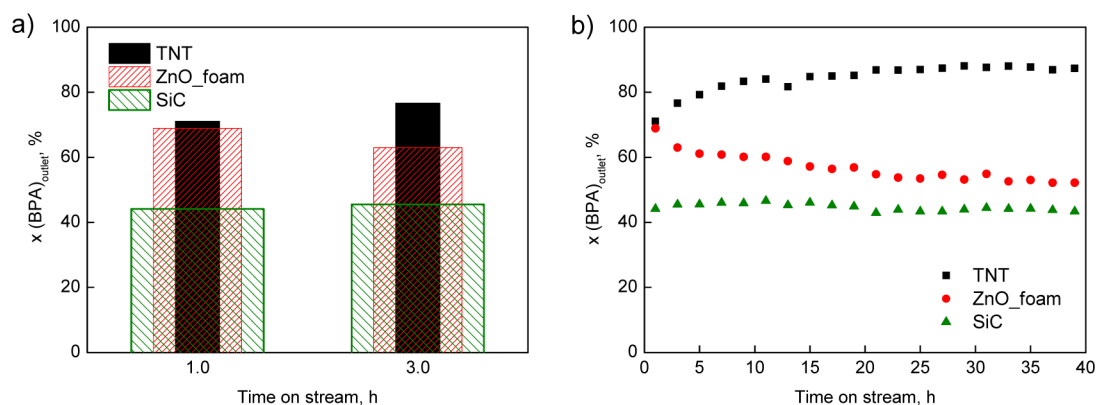 a)
100
80
60
40
20
0
x (BPA)outlet, %
TNT
ZnO_foam
SiC
1.0 3.0
Time on stream, h
b)
100
80
60
40
20
0
x (BPA)outlet, %
TNT
ZnO_foam
SiC
0 5 10 15 20 25 30 35 40
Time on stream, h